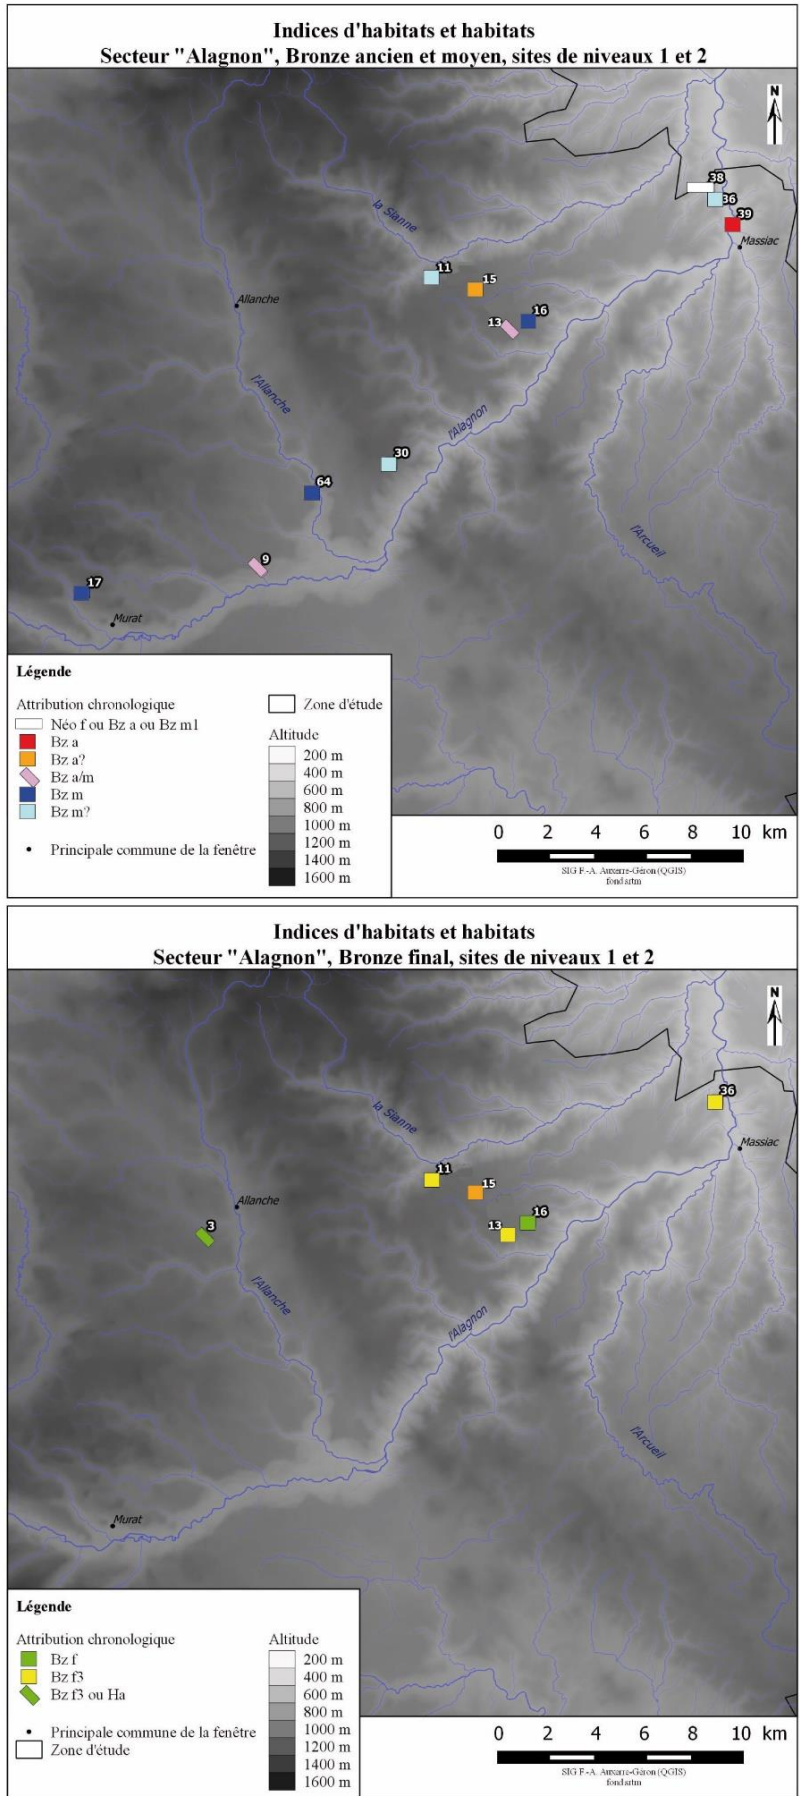 Indices d'habitats et habitats
Secteur "Alagnon", Bronze ancien et moyen, sites de niveaux 1 et 2
N
38
36
39
Massiac
la Sianne
11
15
16
13
Allanche
l'Allanche
l'Alagnon
30
64
9
17
Murat
l'Arcueil
Légende
Attribution chronologique
Néo f ou Bz a ou Bz m1
Bz a
Bz a?
Bz a/m
Bz m
Bz m?
Principale commune de la fenêtre
Zone d'étude
Altitude
200 m
400 m
600 m
800 m
1000 m
1200 m
1400 m
1600 m
0 2 4 6 8 10 km
SIG F.-A. Auxerre-Géron (QGIS)
fond artm
Indices d'habitats et habitats
Secteur "Alagnon", Bronze final, sites de niveaux 1 et 2
N
36
Massiac
la Sianne
11
15
16
13
Allanche
3
l'Allanche
l'Alagnon
l'Arcueil
Murat
Légende
Attribution chronologique
Bz f
Bz f3
Bz f3 ou Ha
Principale commune de la fenêtre
Zone d'étude
Altitude
200 m
400 m
600 m
800 m
1000 m
1200 m
1400 m
1600 m
0 2 4 6 8 10 km
SIG F.-A. Auxerre-Géron (QGIS)
fond artm